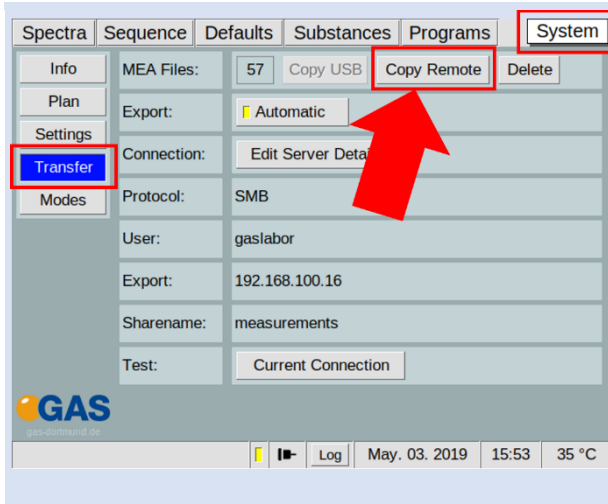 Spectra Sequence Defaults Substances Programs System
Info MEA Files: 57 Copy USB Copy Remote Delete
Plan Export: Automatic
Settings
Transfer Connection: Edit Server Detai
Modes Protocol: SMB
User: gaslabor
Export: 192.168.100.16
Sharename: measurements
Test: Current Connection
GAS
gas-dortmund.de
Log May. 03. 2019 15:53 35 °C